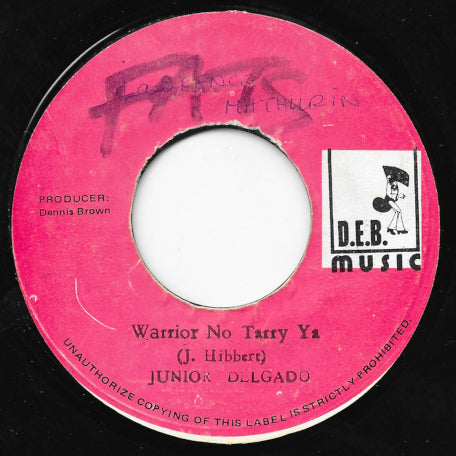 FATS
LAWRENCE
MATHURIN
PRODUCER:
Dennis Brown
D.E.B.
MUSIC
Warrior No Tarry Ya
(J. Hibbert)
JUNIOR DELGADO
UNAUTHORIZE COPYING OF THIS LABEL IS STRICTLY PROHIBITED.